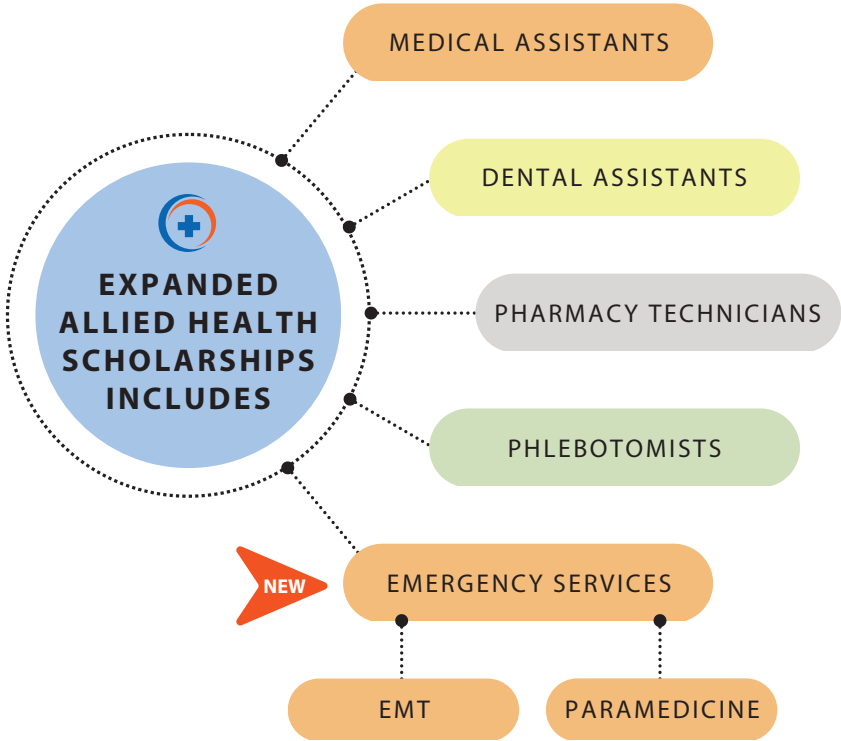 MEDICAL ASSISTANTS
DENTAL ASSISTANTS
EXPANDED
ALLIED HEALTH
SCHOLARSHIPS
INCLUDES
PHARMACY TECHNICIANS
PHLEBOTOMISTS
NEW
EMERGENCY SERVICES
EMT
PARAMEDICINE